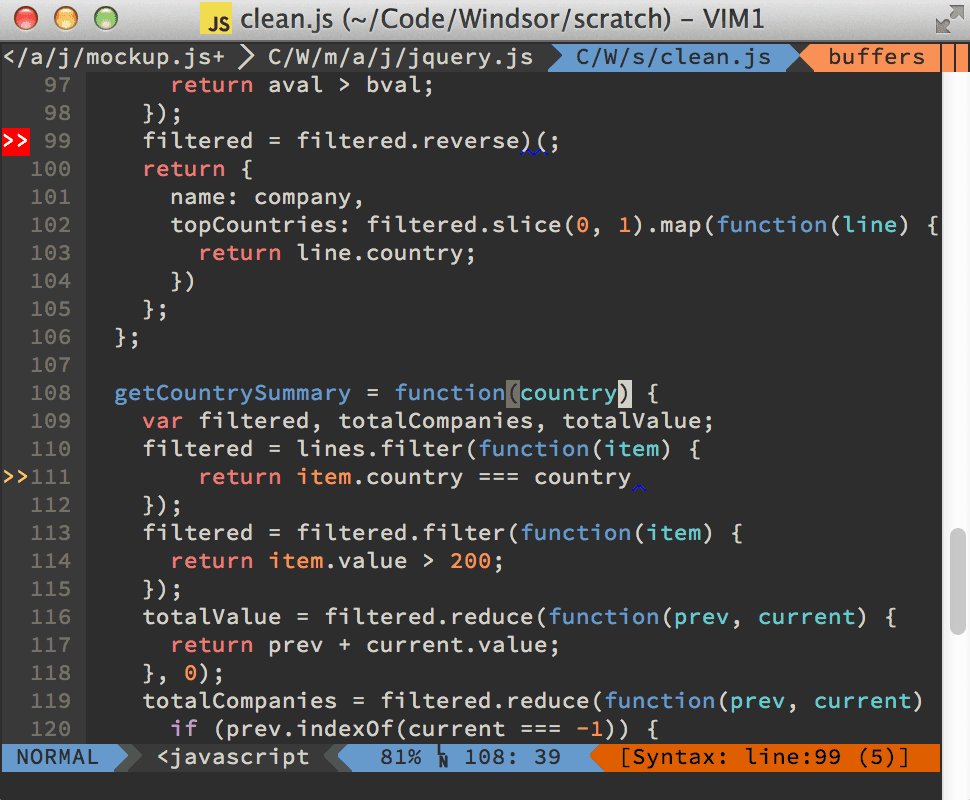 JS clean.js (~/Code/Windsor/scratch) – VIM1
</a/j/mockup.js+ C/W/m/a/j/jquery.js C/W/s/clean.js buffers
97 return aval > bval;
98 });
>> 99 filtered = filtered.reverse)(;
100 return {
101 name: company,
102 topCountries: filtered.slice(0, 1).map(function(line) {
103 return line.country;
104 })
105 };
106 };
107
108 getCountrySummary = function(country) {
109 var filtered, totalCompanies, totalValue;
110 filtered = lines.filter(function(item) {
>>111 return item.country === country
112 });
113 filtered = filtered.filter(function(item) {
114 return item.value > 200;
115 });
116 totalValue = filtered.reduce(function(prev, current) {
117 return prev + current.value;
118 }, 0);
119 totalCompanies = filtered.reduce(function(prev, current)
120 if (prev.indexOf(current === -1)) {
NORMAL <javascript 81% LN 108: 39 [Syntax: line:99 (5)]